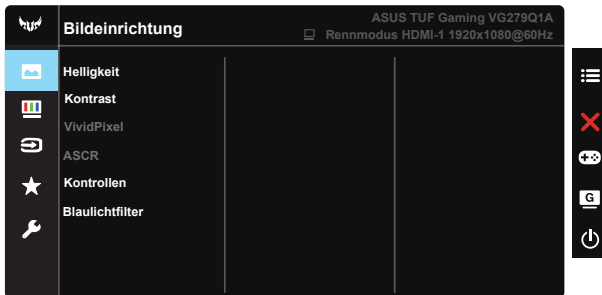 Bildeinrichtung
ASUS TUF Gaming VG279Q1A
Rennmodus HDMI-1 1920x1080@60Hz
Helligkeit
Kontrast
VividPixel
ASCR
Kontrollen
Blaulichtfilter
G